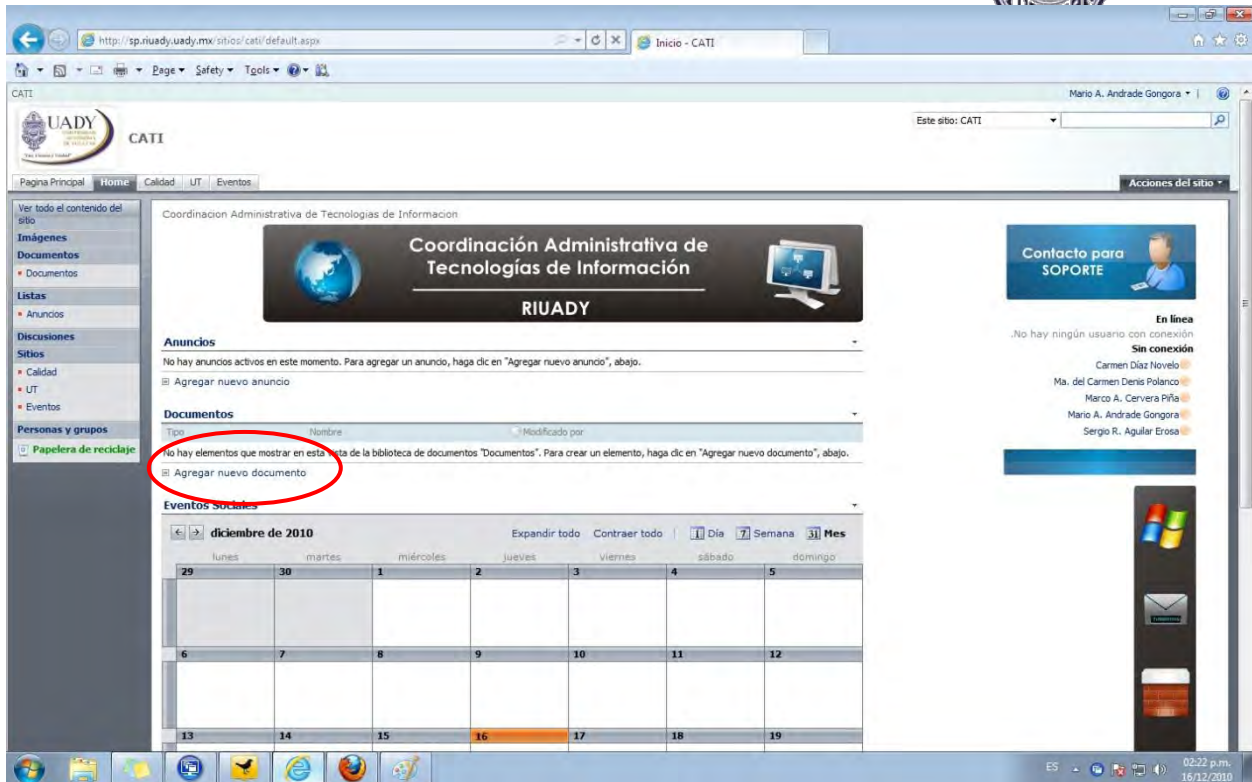 http://sp.riuady.uady.mx/sitios/cati/default.aspx
Inicio - CATI
Page Safety Tools
CATI
Mario A. Andrade Gongora
UADY
CATI
Este sitio: CATI
Pagina Principal Home Calidad UT Eventos
Acciones del sitio
Ver todo el contenido del sitio
Imágenes
Documentos
Documentos
Listas
Anuncios
Discusiones
Sitios
Calidad
UT
Eventos
Personas y grupos
Papelera de reciclaje
Coordinacion Administrativa de Tecnologias de Informacion
Coordinación Administrativa de
Tecnologías de Información
RIUADY
Anuncios
No hay anuncios activos en este momento. Para agregar un anuncio, haga clic en "Agregar nuevo anuncio", abajo.
Agregar nuevo anuncio
Documentos
Tipo Nombre Modificado por
No hay elementos que mostrar en esta vista de la biblioteca de documentos "Documentos". Para crear un elemento, haga clic en "Agregar nuevo documento", abajo.
Agregar nuevo documento
Eventos Sociales
diciembre de 2010
Expandir todo Contraer todo 1 Día 7 Semana 31 Mes
lunes martes miércoles jueves viernes sábado domingo
29 30 1 2 3 4 5
6 7 8 9 10 11 12
13 14 15 16 17 18 19
Contacto para
SOPORTE
En línea
.No hay ningún usuario con conexión
Sin conexión
Carmen Díaz Novelo
Ma. del Carmen Denis Polanco
Marco A. Cervera Piña
Mario A. Andrade Gongora
Sergio R. Aguilar Erosa
ES
02:22 p.m.
16/12/2010